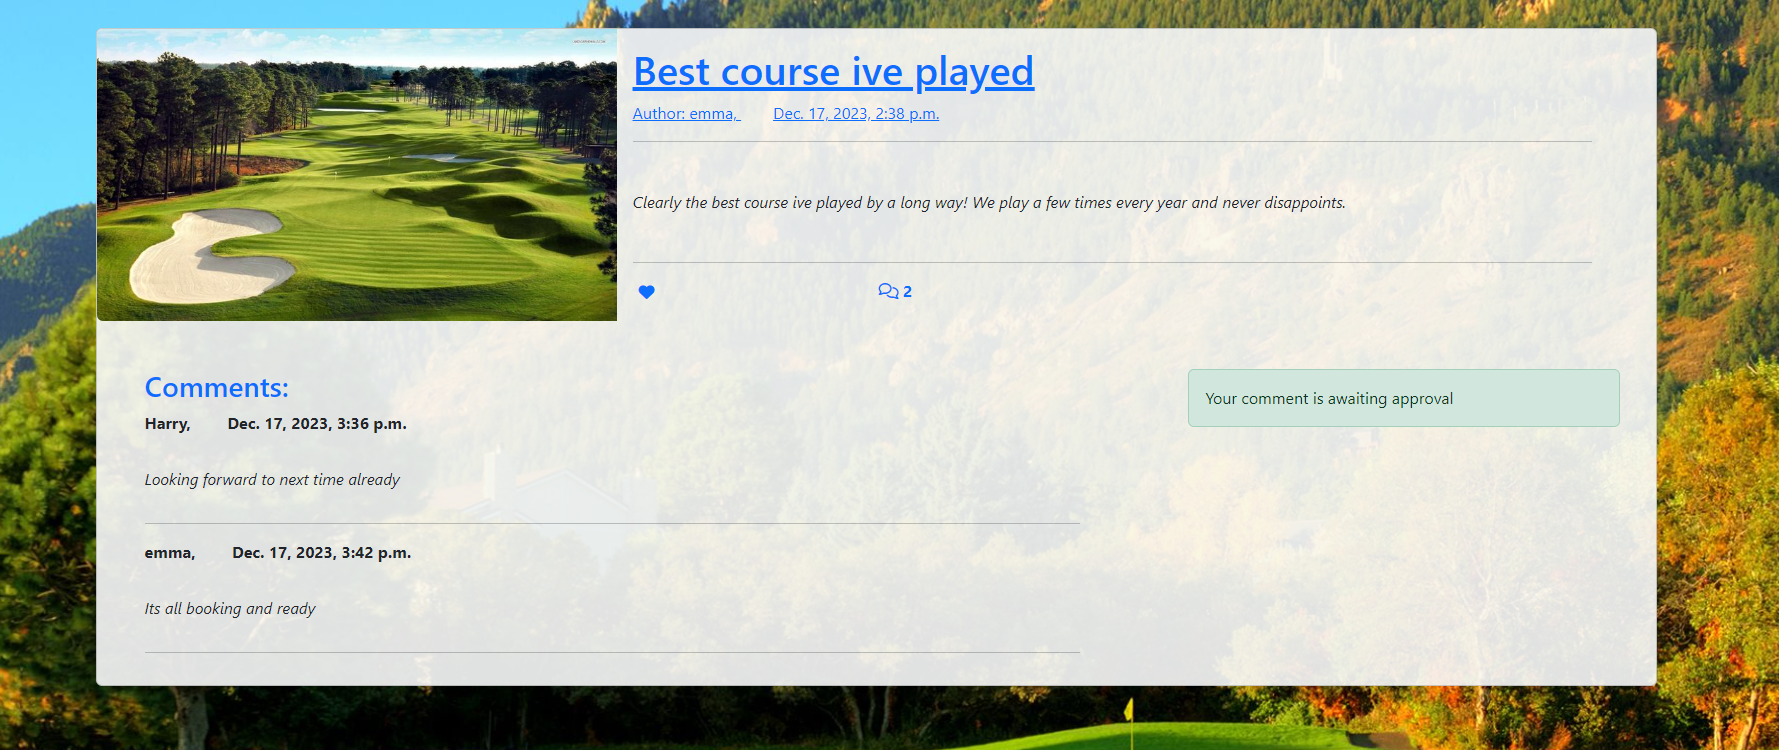 Best course ive played
Author: emma, Dec. 17, 2023, 2:38 p.m.
Clearly the best course ive played by a long way! We play a few times every year and never disappoints.
2
Comments:
Harry, Dec. 17, 2023, 3:36 p.m.
Your comment is awaiting approval
Looking forward to next time already
emma, Dec. 17, 2023, 3:42 p.m.
Its all booking and ready